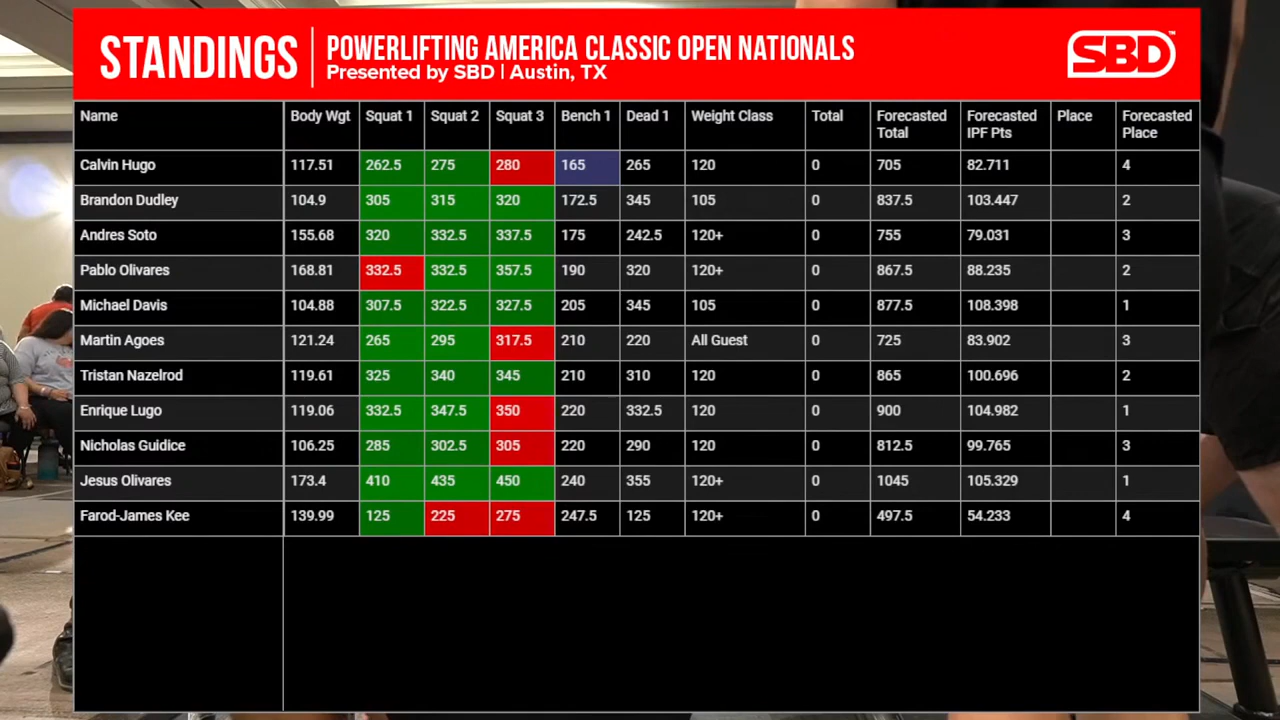 STANDINGS
POWERLIFTING AMERICA CLASSIC OPEN NATIONALS
Presented by SBD | Austin, TX
SBD™
Name Body Wgt Squat 1 Squat 2 Squat 3 Bench 1 Dead 1 Weight Class Total Forecasted Total Forecasted IPF Pts Place Forecasted Place
Calvin Hugo 117.51 262.5 275 280 165 265 120 0 705 82.711 4
Brandon Dudley 104.9 305 315 320 172.5 345 105 0 837.5 103.447 2
Andres Soto 155.68 320 332.5 337.5 175 242.5 120+ 0 755 79.031 3
Pablo Olivares 168.81 332.5 332.5 357.5 190 320 120+ 0 867.5 88.235 2
Michael Davis 104.88 307.5 322.5 327.5 205 345 105 0 877.5 108.398 1
Martin Agoes 121.24 265 295 317.5 210 220 All Guest 0 725 83.902 3
Tristan Nazelrod 119.61 325 340 345 210 310 120 0 865 100.696 2
Enrique Lugo 119.06 332.5 347.5 350 220 332.5 120 0 900 104.982 1
Nicholas Guidice 106.25 285 302.5 305 220 290 120 0 812.5 99.765 3
Jesus Olivares 173.4 410 435 450 240 355 120+ 0 1045 105.329 1
Farod-James Kee 139.99 125 225 275 247.5 125 120+ 0 497.5 54.233 4